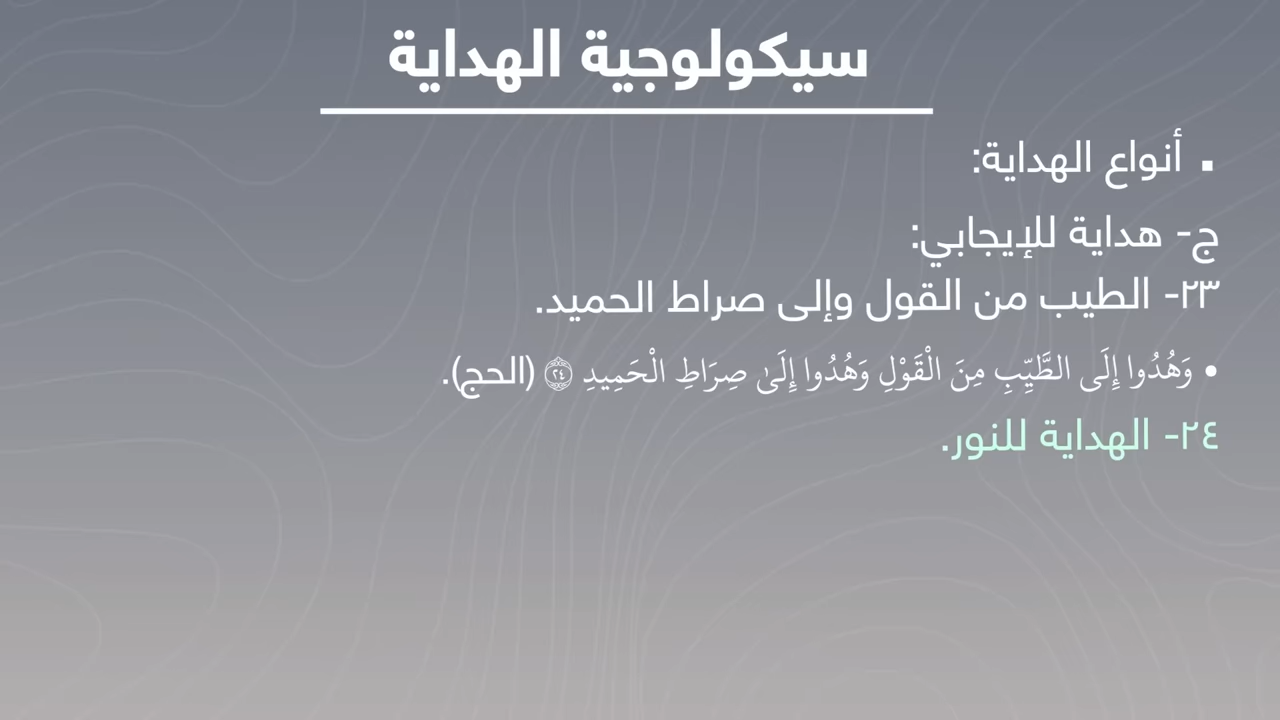 سيكولوجية الهداية
▪ أنواع الهداية:
ج- هداية للإيجابي:
٢٣- الطيب من القول وإلى صراط الحميد.
• وَهُدُوا إِلَى الطَّيِّبِ مِنَ الْقَوْلِ وَهُدُوا إِلَىٰ صِرَاطِ الْحَمِيدِ ۝٢٤ (الحج).
٢٤- الهداية للنور.